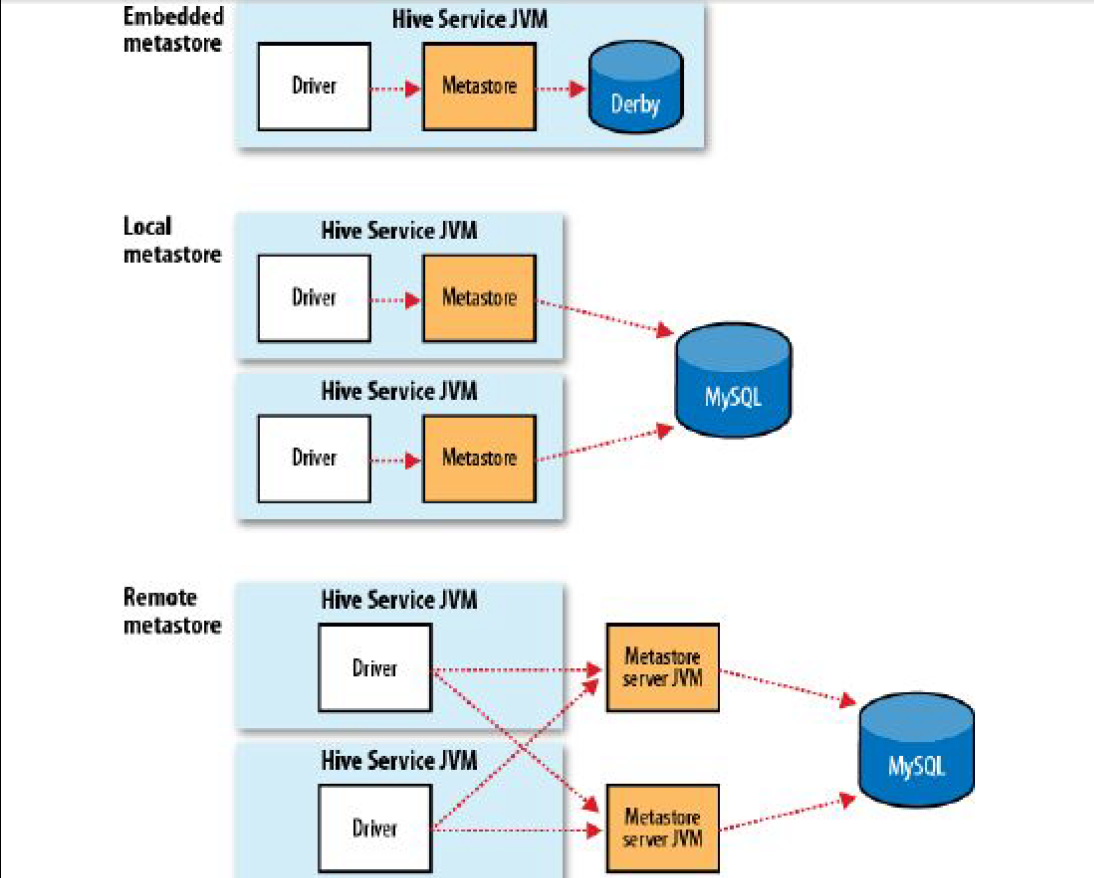 Embedded
metastore
Hive Service JVM
Driver
Metastore
Derby
Local
metastore
Hive Service JVM
Driver
Metastore
Hive Service JVM
Driver
Metastore
MySQL
Remote
metastore
Hive Service JVM
Driver
Metastore
server JVM
Hive Service JVM
Driver
Metastore
server JVM
MySQL